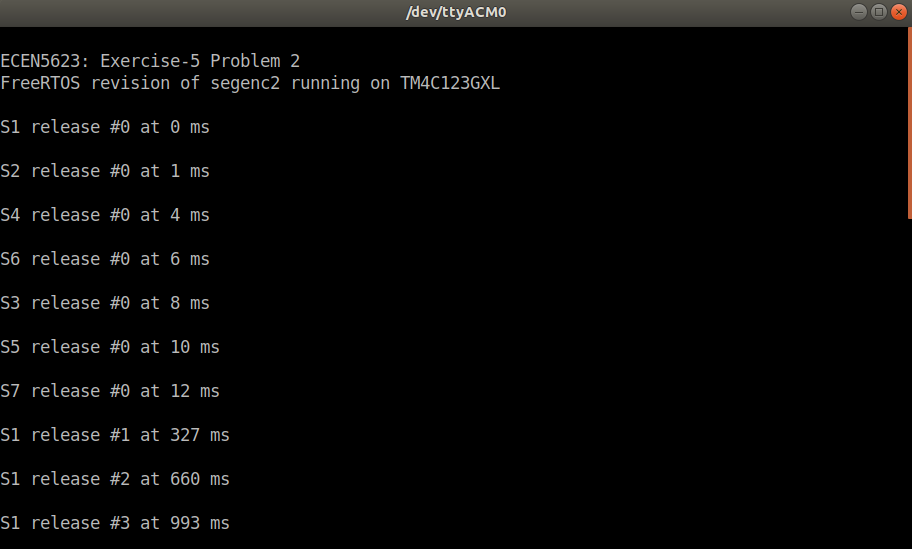 /dev/ttyACM0
ECEN5623: Exercise-5 Problem 2
FreeRTOS revision of segenc2 running on TM4C123GXL
S1 release #0 at 0 ms
S2 release #0 at 1 ms
S4 release #0 at 4 ms
S6 release #0 at 6 ms
S3 release #0 at 8 ms
S5 release #0 at 10 ms
S7 release #0 at 12 ms
S1 release #1 at 327 ms
S1 release #2 at 660 ms
S1 release #3 at 993 ms